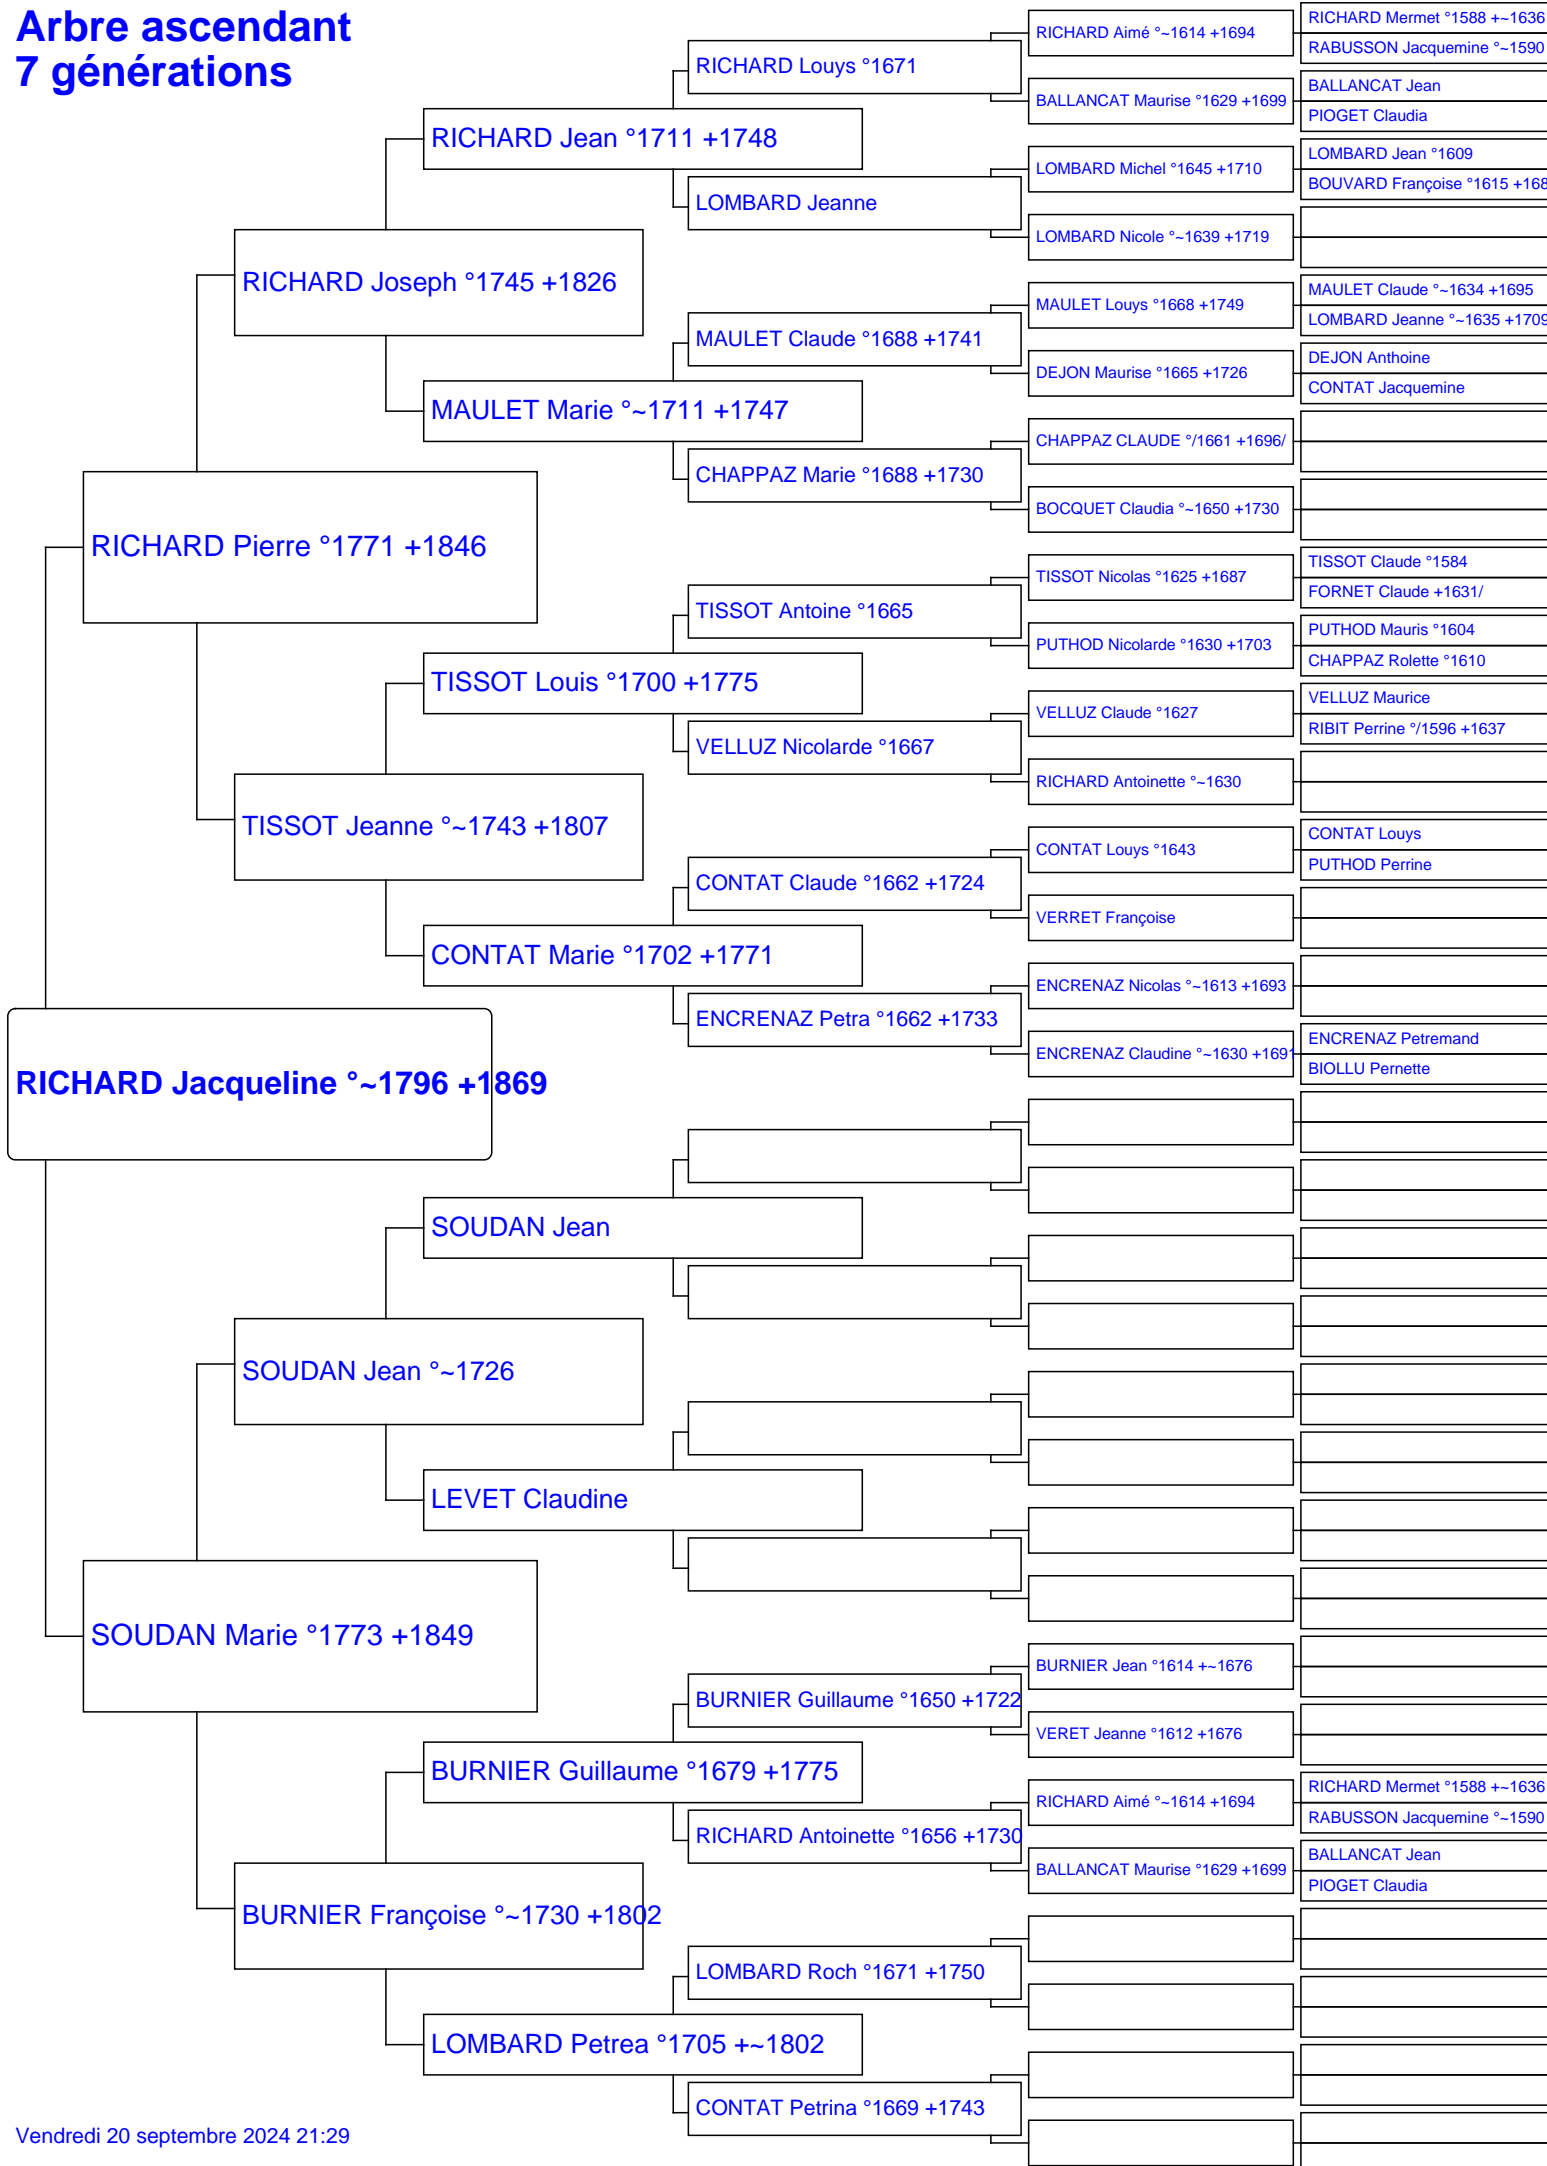 Arbre ascendant
7 générations
RICHARD Jacqueline °~1796 +1869
RICHARD Pierre °1771 +1846
SOUDAN Marie °1773 +1849
RICHARD Joseph °1745 +1826
TISSOT Jeanne °~1743 +1807
SOUDAN Jean °~1726
BURNIER Françoise °~1730 +1802
RICHARD Jean °1711 +1748
MAULET Marie °~1711 +1747
TISSOT Louis °1700 +1775
CONTAT Marie °1702 +1771
SOUDAN Jean
LEVET Claudine
BURNIER Guillaume °1679 +1775
LOMBARD Petrea °1705 +~1802
RICHARD Louys °1671
LOMBARD Jeanne
MAULET Claude °1688 +1741
CHAPPAZ Marie °1688 +1730
TISSOT Antoine °1665
VELLUZ Nicolarde °1667
CONTAT Claude °1662 +1724
ENCRENAZ Petra °1662 +1733
BURNIER Guillaume °1650 +1722
RICHARD Antoinette °1656 +1730
LOMBARD Roch °1671 +1750
CONTAT Petrina °1669 +1743
RICHARD Aimé °~1614 +1694
BALLANCAT Maurise °1629 +1699
LOMBARD Michel °1645 +1710
LOMBARD Nicole °~1639 +1719
MAULET Louys °1668 +1749
DEJON Maurise °1665 +1726
CHAPPAZ CLAUDE °/1661 +1696/
BOCQUET Claudia °~1650 +1730
TISSOT Nicolas °1625 +1687
PUTHOD Nicolarde °1630 +1703
VELLUZ Claude °1627
RICHARD Antoinette °~1630
CONTAT Louys °1643
VERRET Françoise
ENCRENAZ Nicolas °~1613 +1693
ENCRENAZ Claudine °~1630 +1691
BURNIER Jean °1614 +~1676
VERET Jeanne °1612 +1676
RICHARD Aimé °~1614 +1694
BALLANCAT Maurise °1629 +1699
RICHARD Mermet °1588 +~1636
RABUSSON Jacquemine °~1590
BALLANCAT Jean
PIOGET Claudia
LOMBARD Jean °1609
BOUVARD Françoise °1615 +168
MAULET Claude °~1634 +1695
LOMBARD Jeanne °~1635 +1709
DEJON Anthoine
CONTAT Jacquemine
TISSOT Claude °1584
FORNET Claude +1631/
PUTHOD Mauris °1604
CHAPPAZ Rolette °1610
VELLUZ Maurice
RIBIT Perrine °/1596 +1637
CONTAT Louys
PUTHOD Perrine
ENCRENAZ Petremand
BIOLLU Pernette
RICHARD Mermet °1588 +~1636
RABUSSON Jacquemine °~1590
BALLANCAT Jean
PIOGET Claudia
Vendredi 20 septembre 2024 21:29